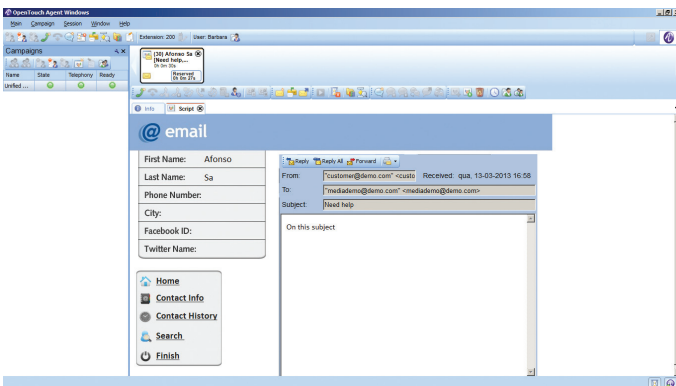 OpenTouch Agent Windows
Main Campaign Session Window Help
Extension: 200 User: Barbara
Campaigns
Name State Telephony Ready
Unified ...
(30) Afonso Sa
[Need help,...
0h 0m 30s
Reserved
0h 0m 27s
Info Script
@ email
First Name: Afonso
Last Name: Sa
Phone Number:
City:
Facebook ID:
Twitter Name:
Home
Contact Info
Contact History
Search
Finish
Reply Reply All Forward
From: "customer@demo.com" <custo Received: qua, 13-03-2013 16:58
To: "mediademo@demo.com" <mediademo@demo.com>
Subject: Need help
On this subject